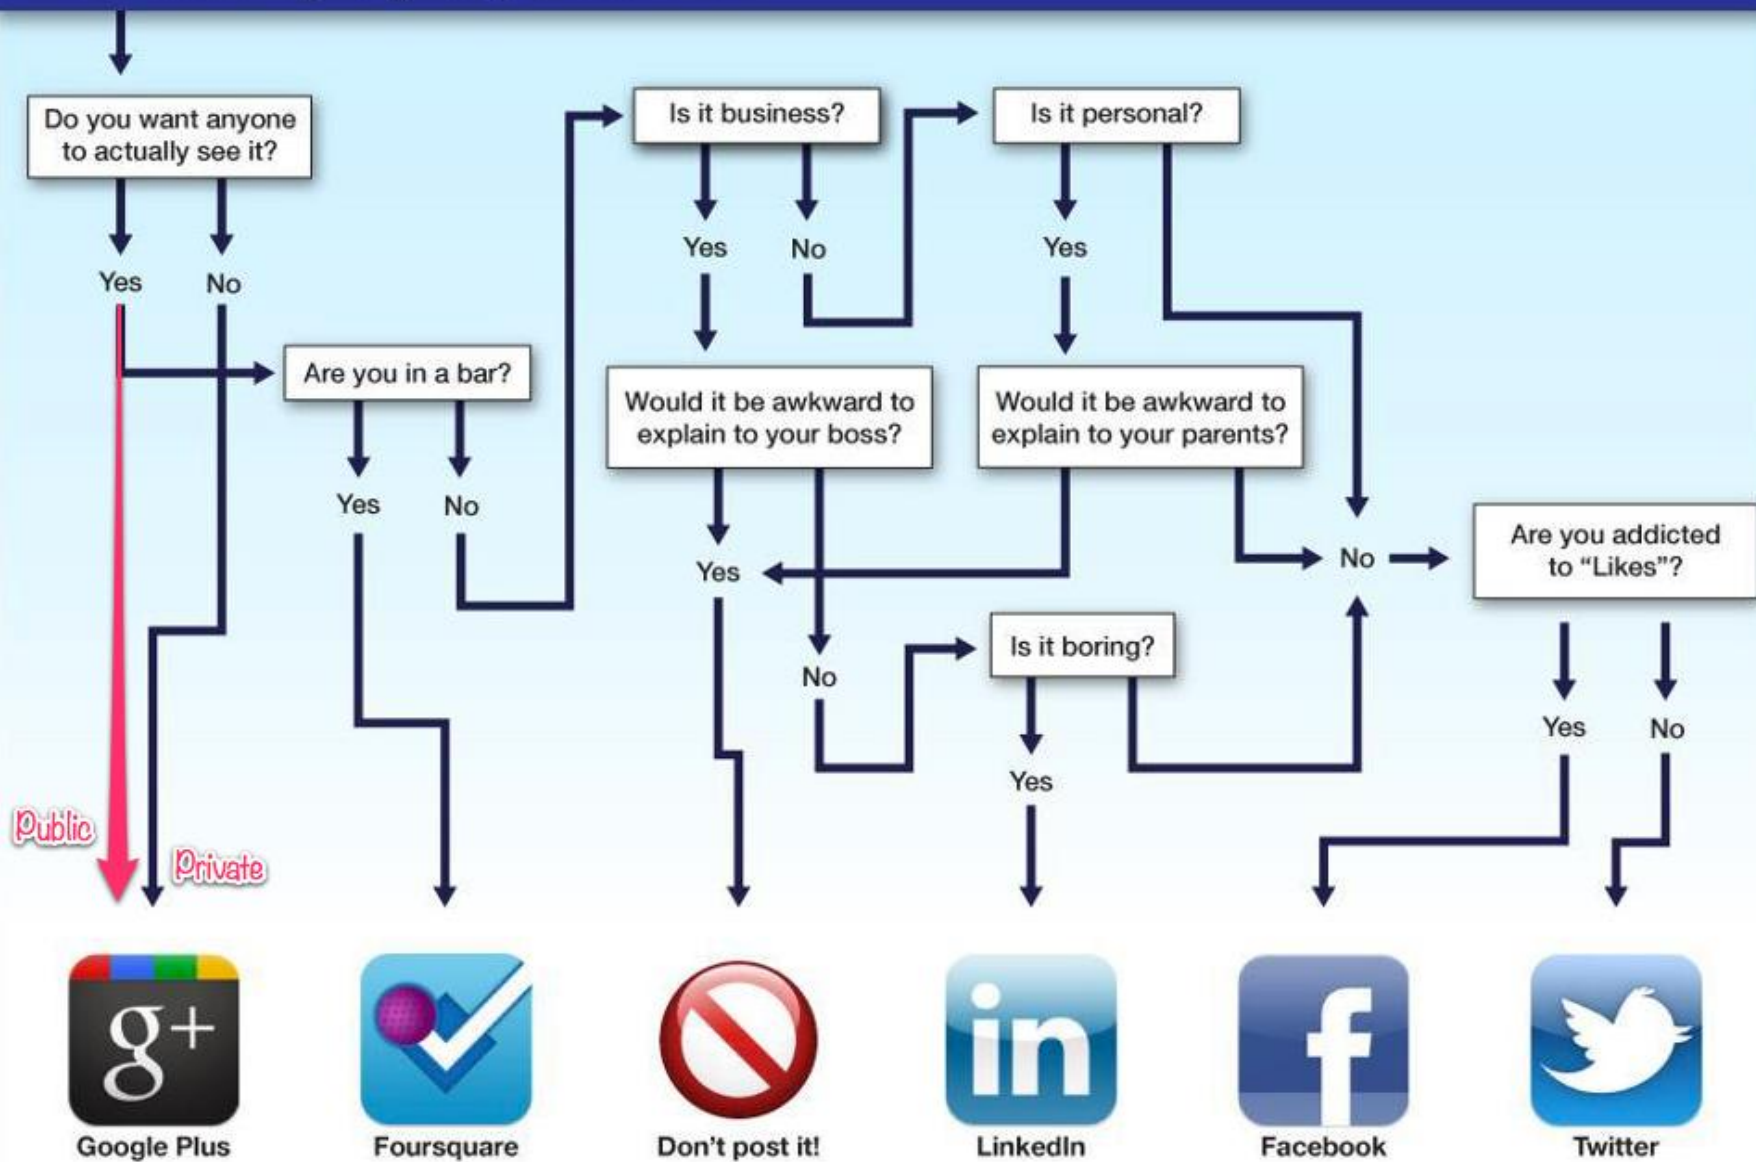 Do you want anyone
to actually see it?
Yes
No
Are you in a bar?
Yes
No
Is it business?
Yes
No
Is it personal?
Yes
Would it be awkward to
explain to your boss?
Would it be awkward to
explain to your parents?
Yes
No
No
Is it boring?
Yes
Are you addicted
to “Likes”?
Yes
No
Public
Private
g+
Google Plus
Foursquare
Don’t post it!
in
LinkedIn
f
Facebook
Twitter